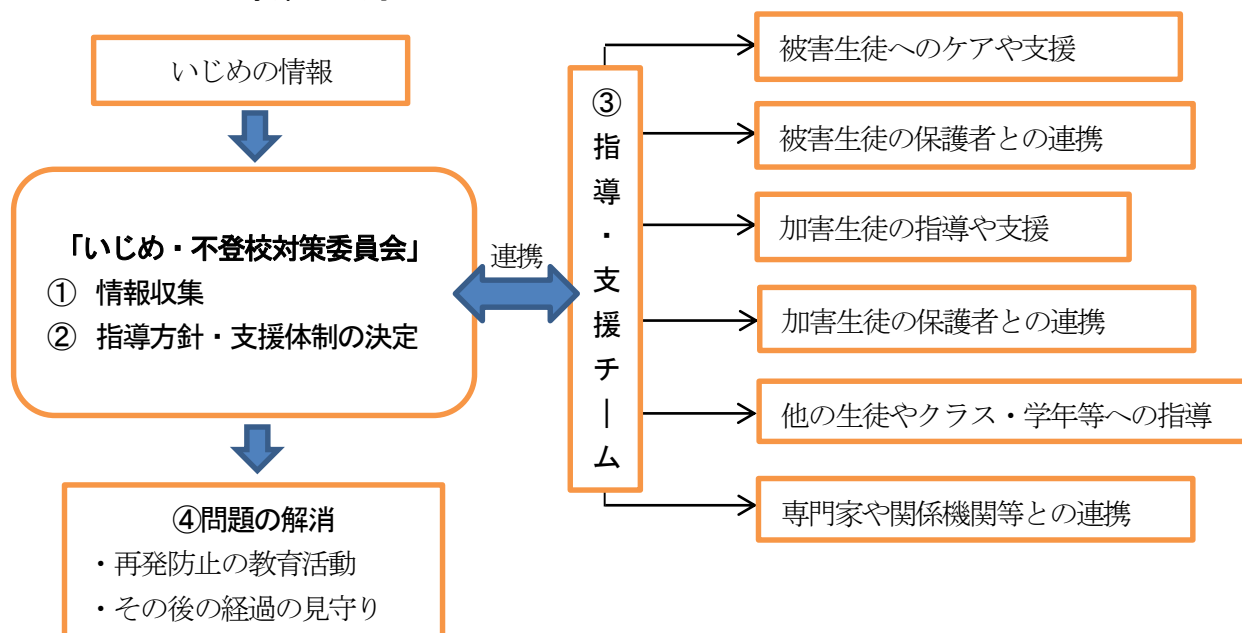 いじめの情報
「いじめ・不登校対策委員会」
① 情報収集
② 指導方針・支援体制の決定
連携
③指導・支援チーム
被害生徒へのケアや支援
被害生徒の保護者との連携
加害生徒の指導や支援
加害生徒の保護者との連携
他の生徒やクラス・学年等への指導
専門家や関係機関等との連携
④問題の解消
・再発防止の教育活動
・その後の経過の見守り